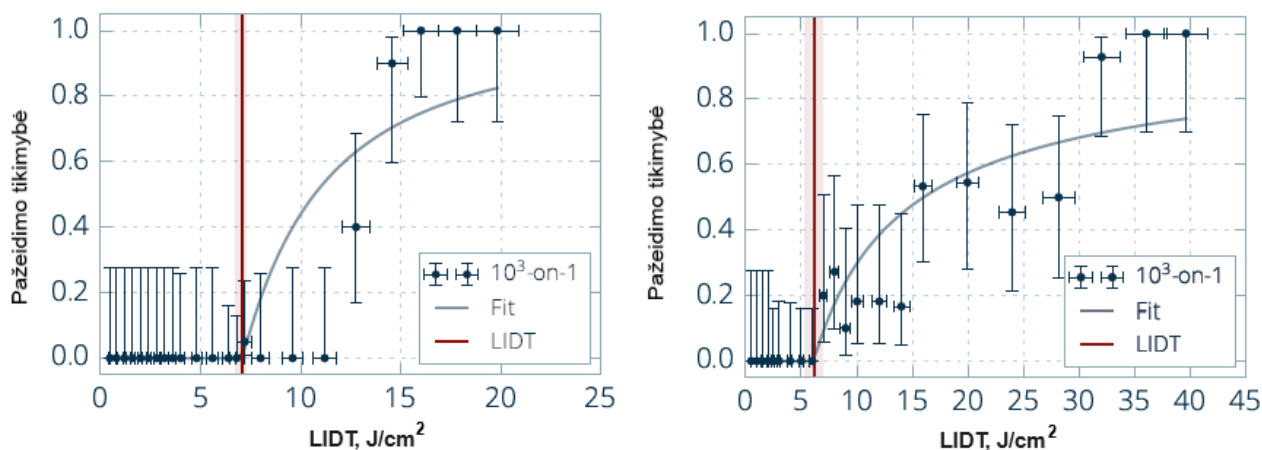 1.0
0.8
0.6
0.4
0.2
0.0
Pažeidimo tikimybė
10³-on-1
Fit
LIDT
0 5 10 15 20 25
LIDT, J/cm²
1.0
0.8
0.6
0.4
0.2
0.0
Pažeidimo tikimybė
10³-on-1
Fit
LIDT
0 5 10 15 20 25 30 35 40 45
LIDT, J/cm²